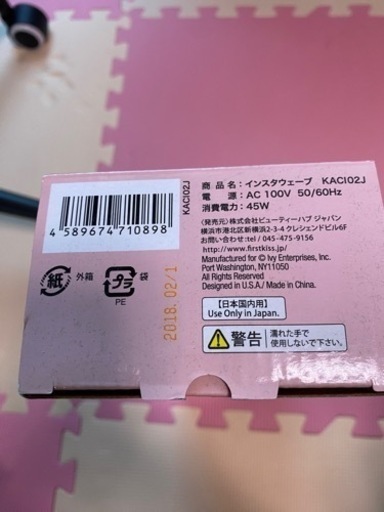 4 589674 710898
KACI02J
紙 外箱
プラ 袋
PE
2018.02/1
商品名：インスタウェーブ KACI02J
電源：AC 100V 50/60Hz
消費電力：45W
〈発売元〉株式会社ビューティーハブ ジャパン
横浜市港北区新横浜2-3-4 クレシェンドビル6F
お問い合わせ:tel/ 045-475-9156
http://www.firstkiss.jp/
Manufactured for © Ivy Enterprises, Inc.
Port Washington, NY11050
All Rights Reserved
Designed in U.S.A./ Made in China.
【日本国内用】
Use Only in Japan.
警告
濡れた手で
使用しないで下さい。